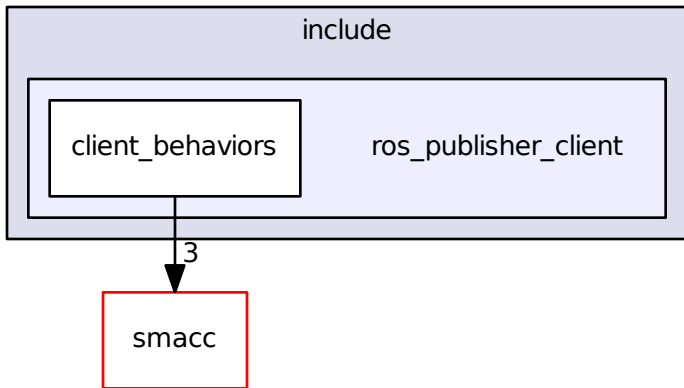 include
client_behaviors
ros_publisher_client
3
smacc